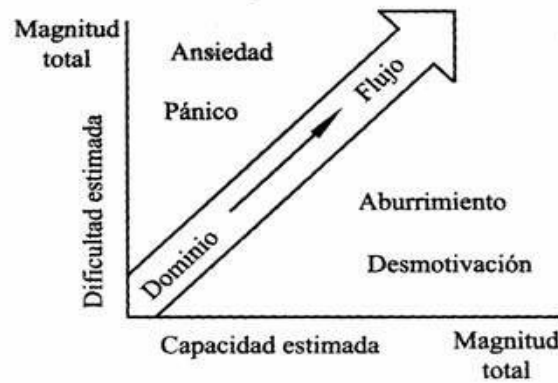 Magnitud
total
Ansiedad
Pánico
Flujo
Dificultad estimada
Dominio
Aburrimiento
Desmotivación
Capacidad estimada
Magnitud
total